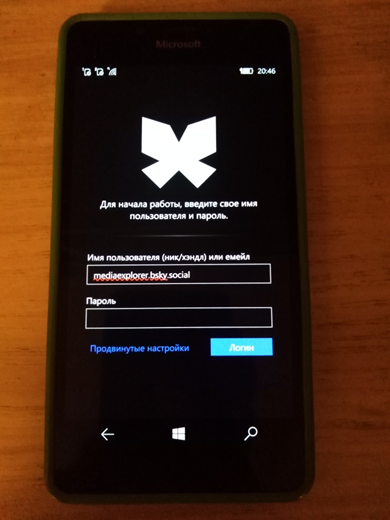 Microsoft
20:46
Для начала работы, введите свое имя
пользователя и пароль.
Имя пользователя (ник/хэндл) или емейл
mediaexplorer.bsky.social
Пароль
Продвинутые настройки
Логин